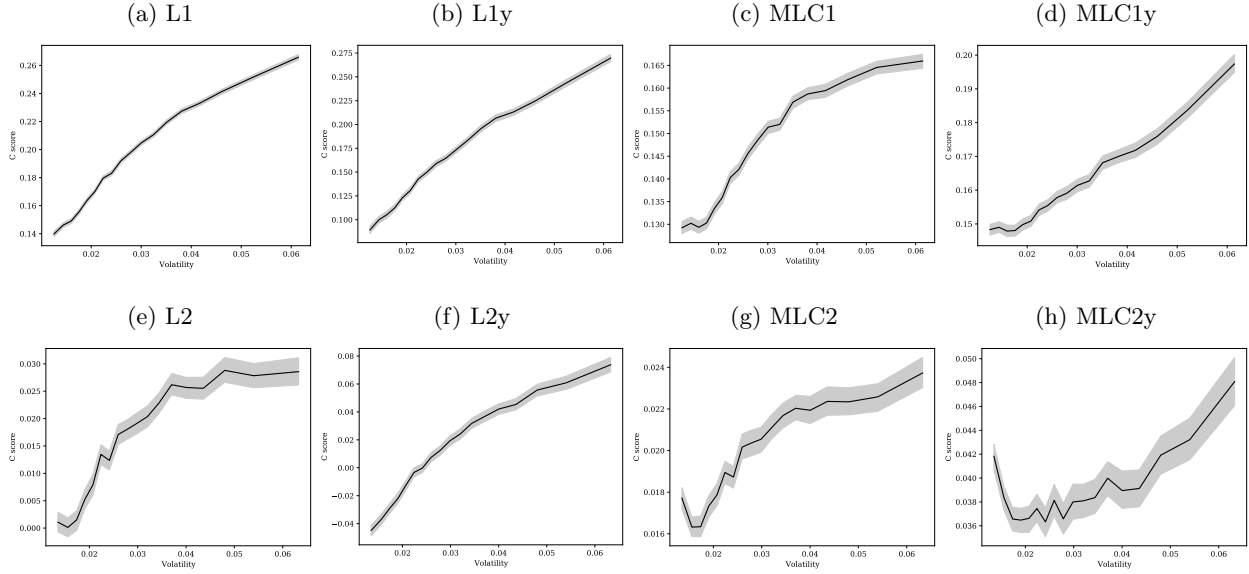 (a) L1
(b) L1y
(c) MLC1
(d) MLC1y
0.26
0.24
0.22
0.20
0.18
0.16
0.14
C score
0.02 0.03 0.04 0.05 0.06
Volatility
0.275
0.250
0.225
0.200
0.175
0.150
0.125
0.100
C score
0.02 0.03 0.04 0.05 0.06
Volatility
0.165
0.160
0.155
0.150
0.145
0.140
0.135
0.130
C score
0.02 0.03 0.04 0.05 0.06
Volatility
0.20
0.19
0.18
0.17
0.16
0.15
C score
0.02 0.03 0.04 0.05 0.06
Volatility
(e) L2
(f) L2y
(g) MLC2
(h) MLC2y
0.030
0.025
0.020
0.015
0.010
0.005
0.000
C score
0.02 0.03 0.04 0.05 0.06
Volatility
0.08
0.06
0.04
0.02
0.00
−0.02
−0.04
C score
0.02 0.03 0.04 0.05 0.06
Volatility
0.024
0.022
0.020
0.018
0.016
C score
0.02 0.03 0.04 0.05 0.06
Volatility
0.050
0.048
0.046
0.044
0.042
0.040
0.038
0.036
C score
0.02 0.03 0.04 0.05 0.06
Volatility